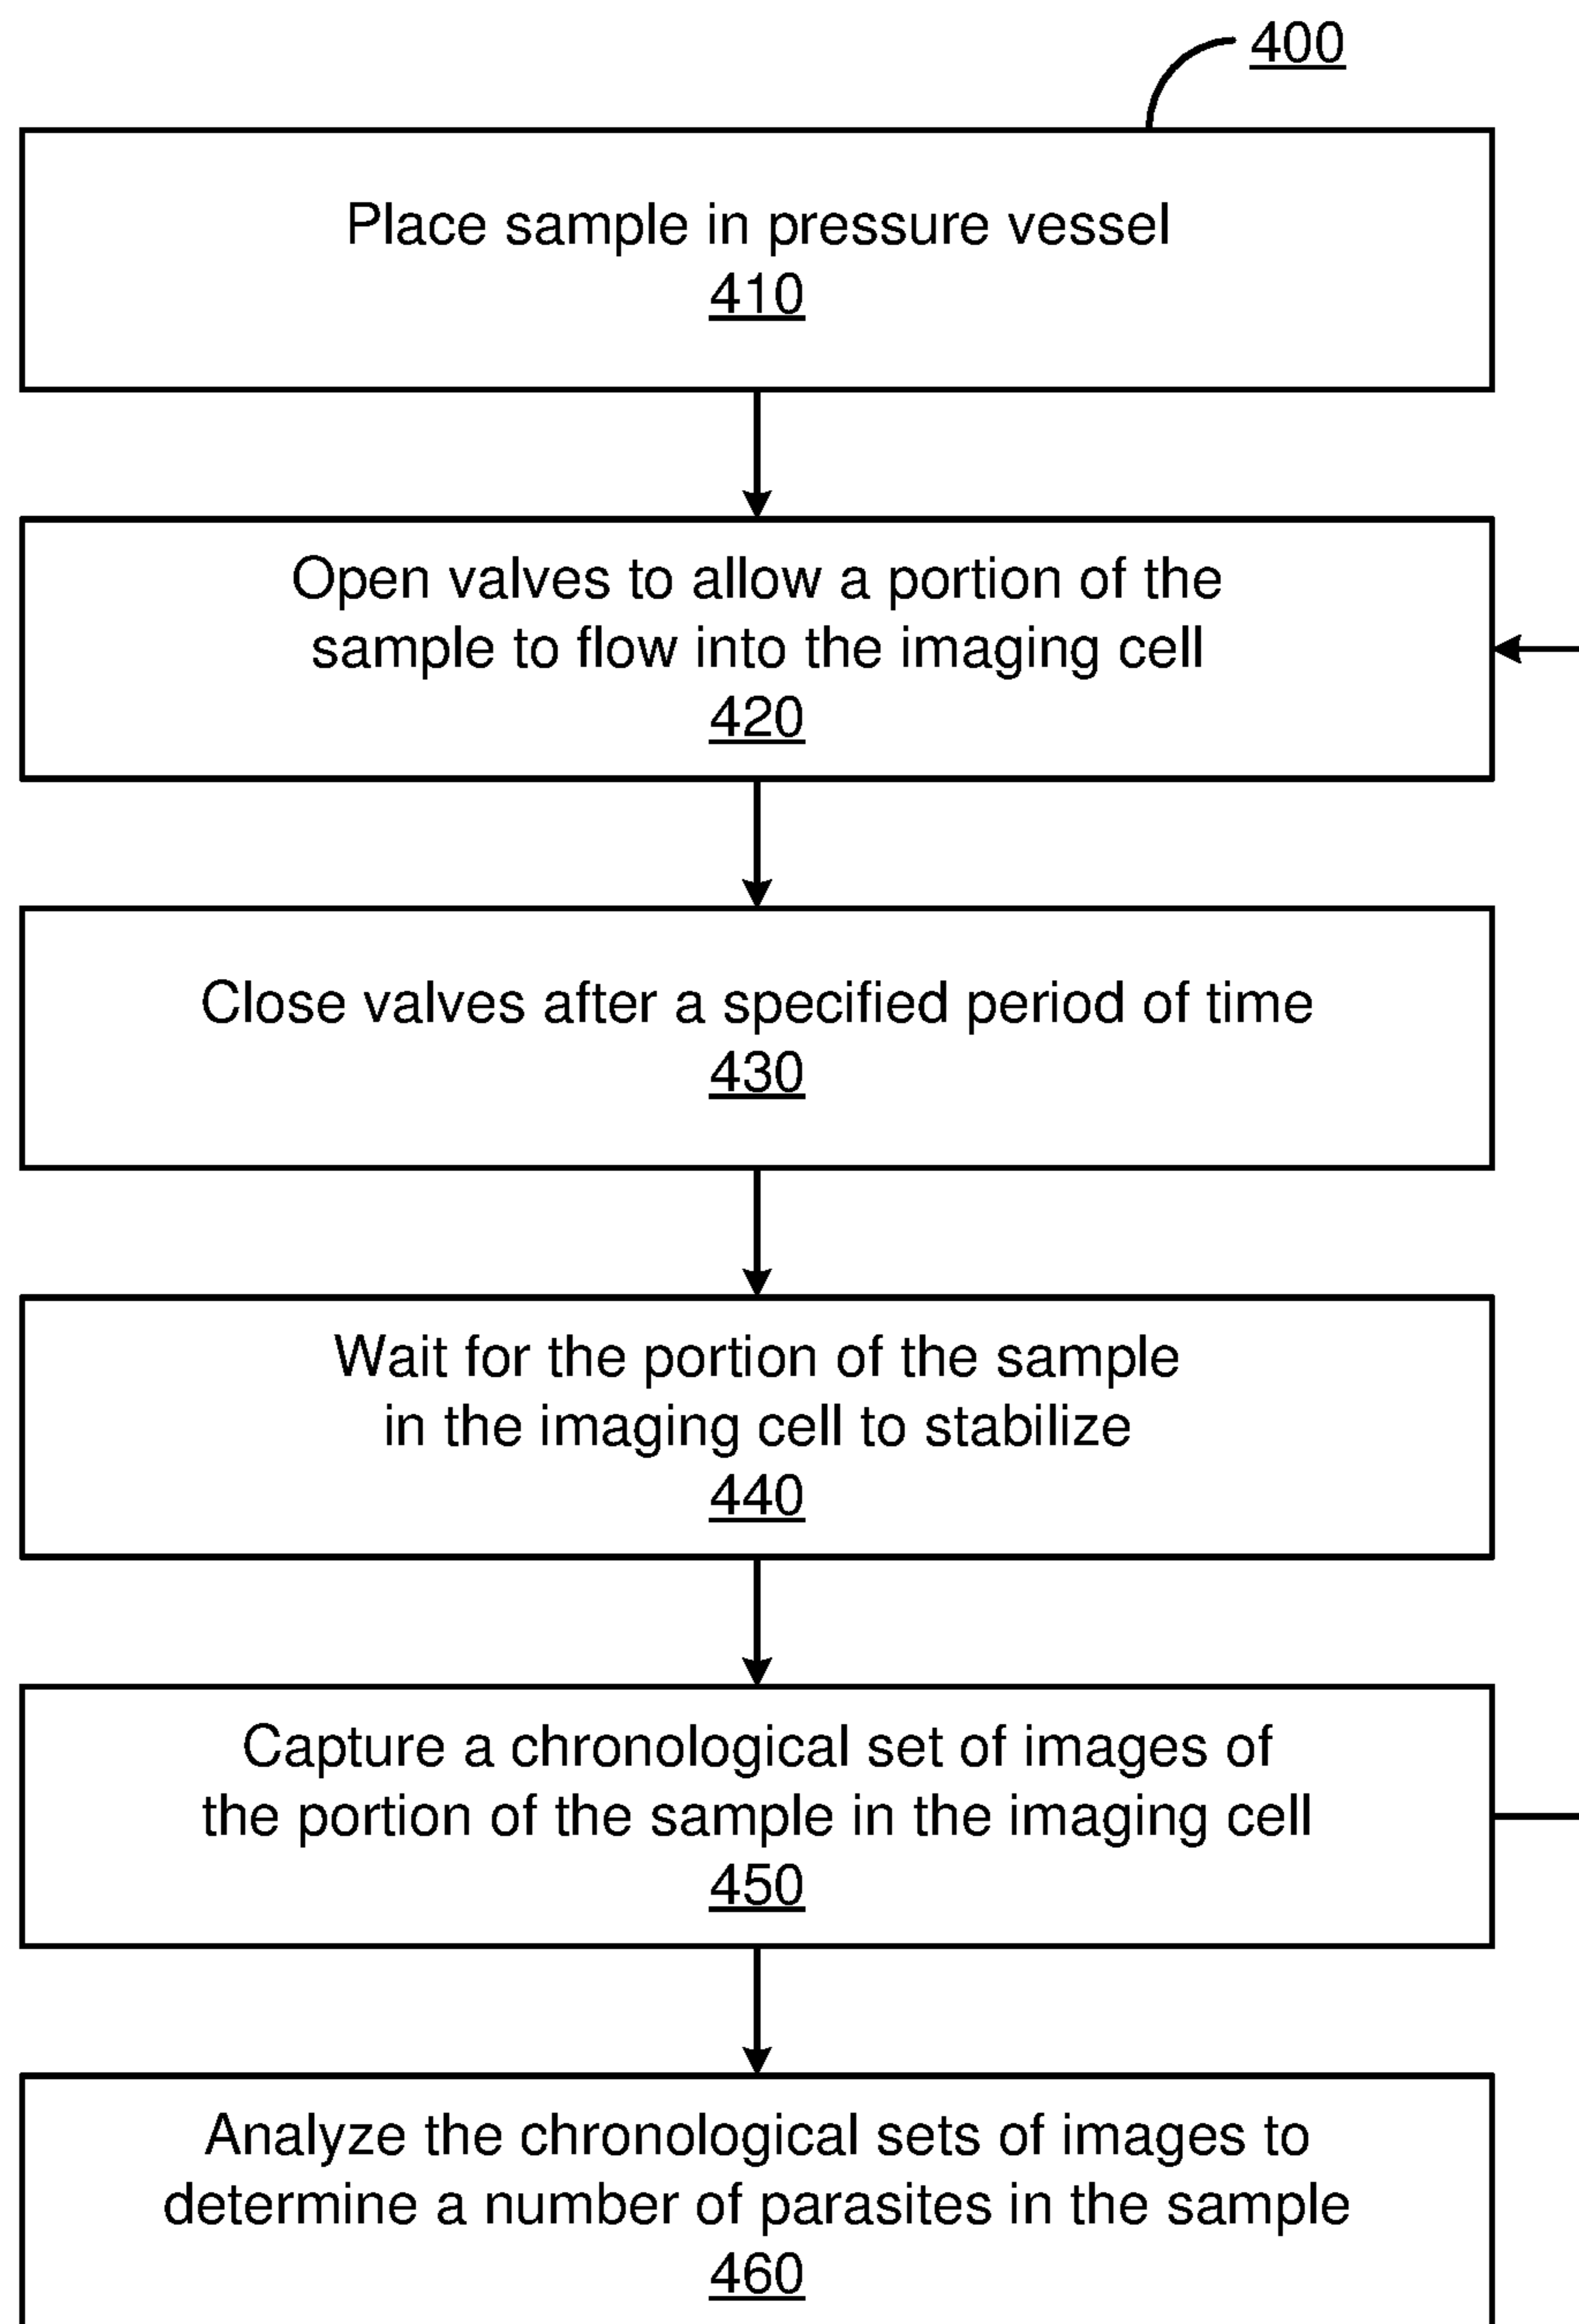 400
Place sample in pressure vessel
410
Open valves to allow a portion of the
sample to flow into the imaging cell
420
Close valves after a specified period of time
430
Wait for the portion of the sample
in the imaging cell to stabilize
440
Capture a chronological set of images of
the portion of the sample in the imaging cell
450
Analyze the chronological sets of images to
determine a number of parasites in the sample
460